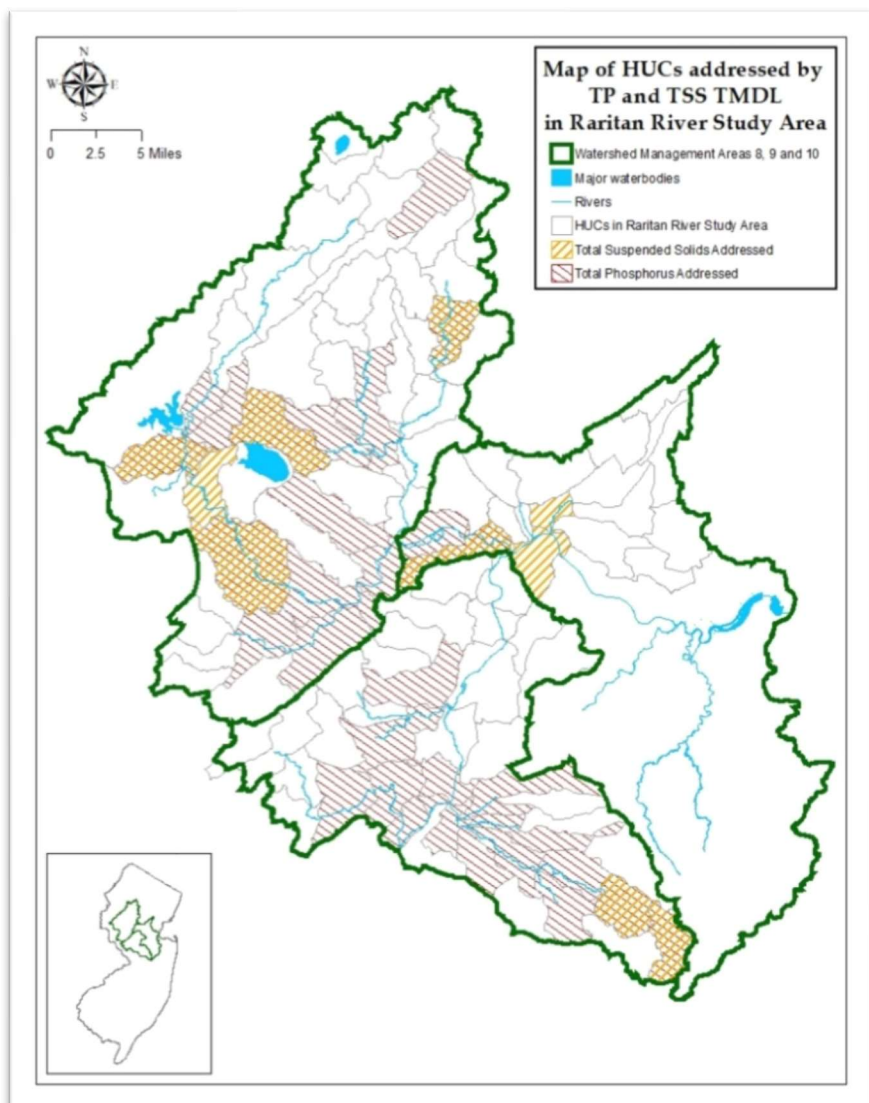 Map of HUCs addressed by
TP and TSS TMDL
in Raritan River Study Area
N
W E
S
0 2.5 5 Miles
Watershed Management Areas 8, 9 and 10
Major waterbodies
Rivers
HUCs in Raritan River Study Area
Total Suspended Solids Addressed
Total Phosphorus Addressed